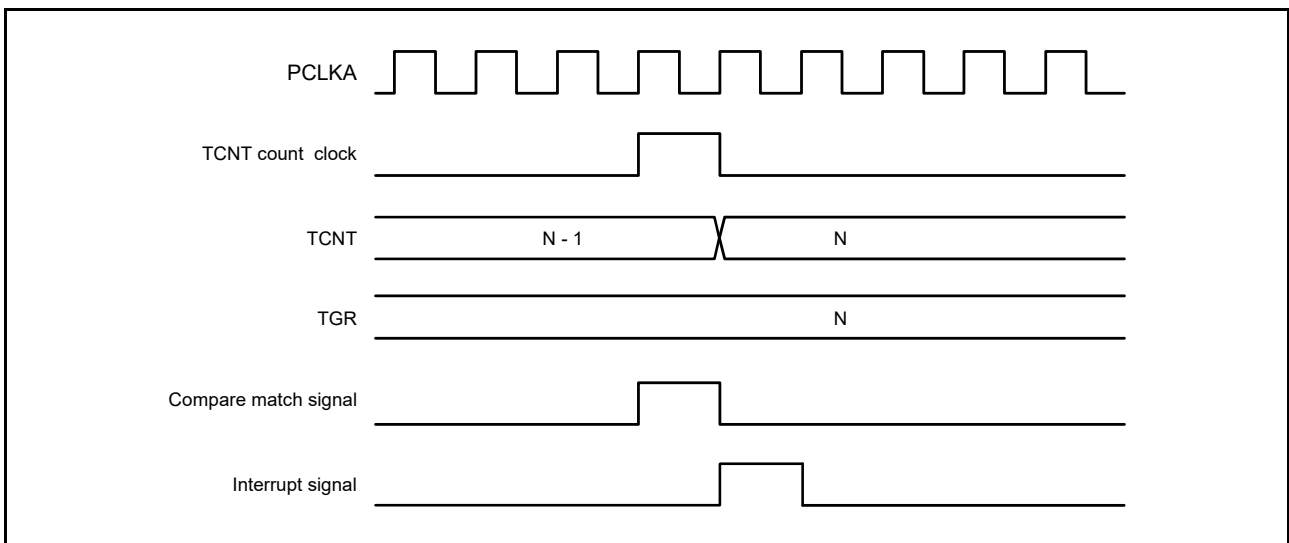 PCLKA
TCNT count clock
TCNT
N - 1
N
TGR
N
Compare match signal
Interrupt signal